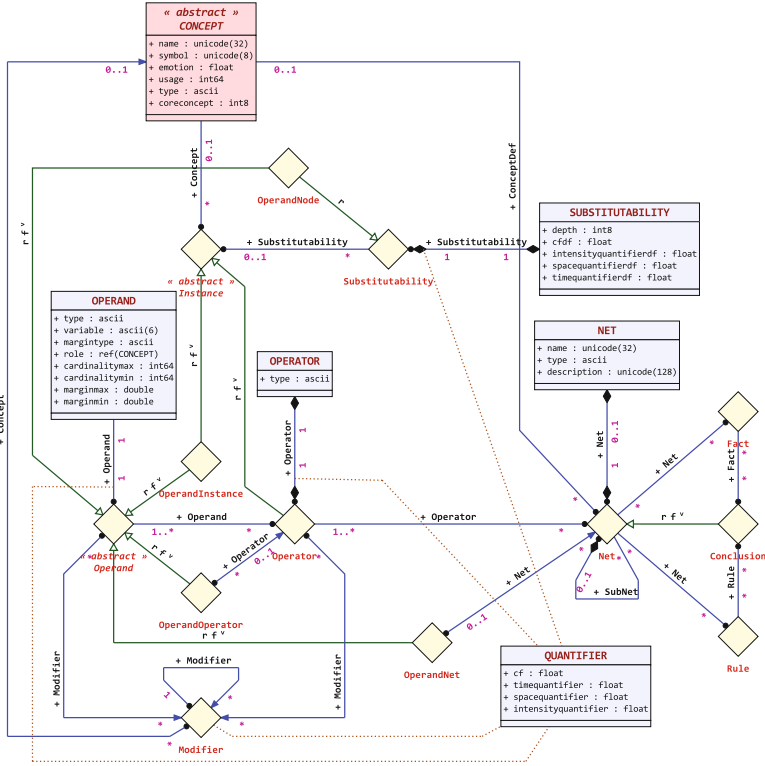 « abstract »
CONCEPT
+ name : unicode(32)
+ symbol : unicode(8)
+ emotion : float
+ usage : int64
+ type : ascii
+ coreconcept : int8
0..1
0..1
+ Concept
0..1
*
+ ConceptDef
r f v
OperandNode
r
SUBSTITUTABILITY
+ depth : int8
+ cfdf : float
+ intensityquantifierdf : float
+ spacequantifierdf : float
+ timequantifierdf : float
+ Substitutability
0..1
*
+ Substitutability
1
1
Substitutability
« abstract »
Instance
OPERAND
+ type : ascii
+ variable : ascii(6)
+ margintype : ascii
+ role : ref(CONCEPT)
+ cardinalitymax : int64
+ cardinalitymin : int64
+ marginmax : double
+ marginmin : double
r f v
r f v
OPERATOR
+ type : ascii
NET
+ name : unicode(32)
+ type : ascii
+ description : unicode(128)
+ Concept
+ Operand
1
1
+ Operator
1
1
+ Net
0..1
1
Fact
*
+ Net
*
+ Fact
*
*
OperandInstance
r f v
+ Operand
1..*
*
+ Operator
1..*
*
*
r f v
« abstract »
Operand
*
Operator
*
Net
Conclusion
r f v
+ Operator
0..1
*
OperandOperator
+ Net
0..1
*
*
*
+ SubNet
0..1
+ Net
*
*
+ Rule
*
*
Rule
r f v
OperandNet
QUANTIFIER
+ cf : float
+ timequantifier : float
+ spacequantifier : float
+ intensityquantifier : float
+ Modifier
+ Modifier
+ Modifier
1
*
*
*
*
Modifier